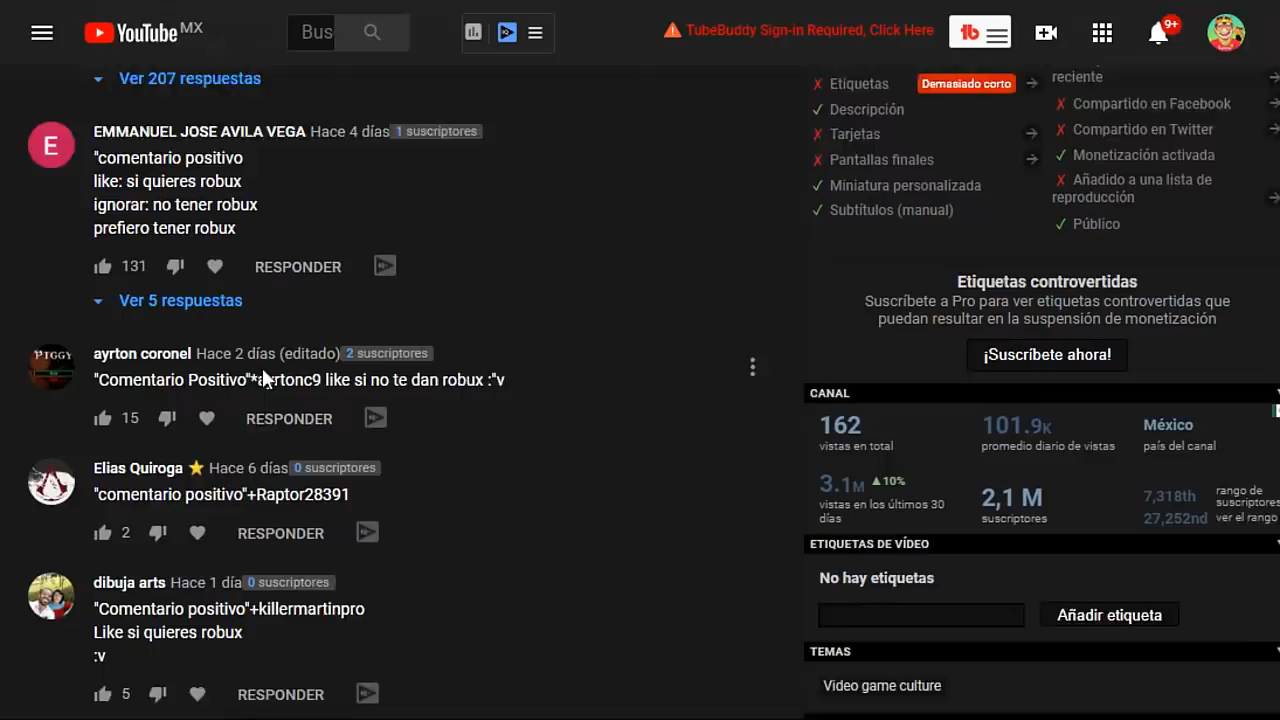 YouTube MX
Bus
TubeBuddy Sign-in Required, Click Here
tb
9+
Ver 207 respuestas
E
EMMANUEL JOSE AVILA VEGA Hace 4 días 1 suscriptores
"comentario positivo
like: si quieres robux
ignorar: no tener robux
prefiero tener robux
131 RESPONDER
Ver 5 respuestas
PIGGY
ayrton coronel Hace 2 días (editado) 2 suscriptores
"Comentario Positivo"* like si no te dan robux :"v
15 RESPONDER
Elias Quiroga Hace 6 días 0 suscriptores
"comentario positivo"+Raptor28391
2 RESPONDER
dibuja arts Hace 1 día 0 suscriptores
"Comentario positivo"+killermartinpro
Like si quieres robux
:v
5 RESPONDER
✗ Etiquetas Demasiado corto →
✓ Descripción
✗ Tarjetas →
✗ Pantallas finales →
✓ Miniatura personalizada
✓ Subtítulos (manual)
reciente
✗ Compartido en Facebook
✗ Compartido en Twitter
✓ Monetización activada
✗ Añadido a una lista de
reproducción
✓ Público
Etiquetas controvertidas
Suscríbete a Pro para ver etiquetas controvertidas que
puedan resultar en la suspensión de monetización
¡Suscríbete ahora!
CANAL
162
vistas en total
101.9K
promedio diario de vistas
México
país del canal
3.1M ▲10%
vistas en los últimos 30
días
2,1 M
suscriptores
7,318th
27,252nd
rango de
suscriptores
ver el rango
ETIQUETAS DE VÍDEO
No hay etiquetas
Añadir etiqueta
TEMAS
Video game culture